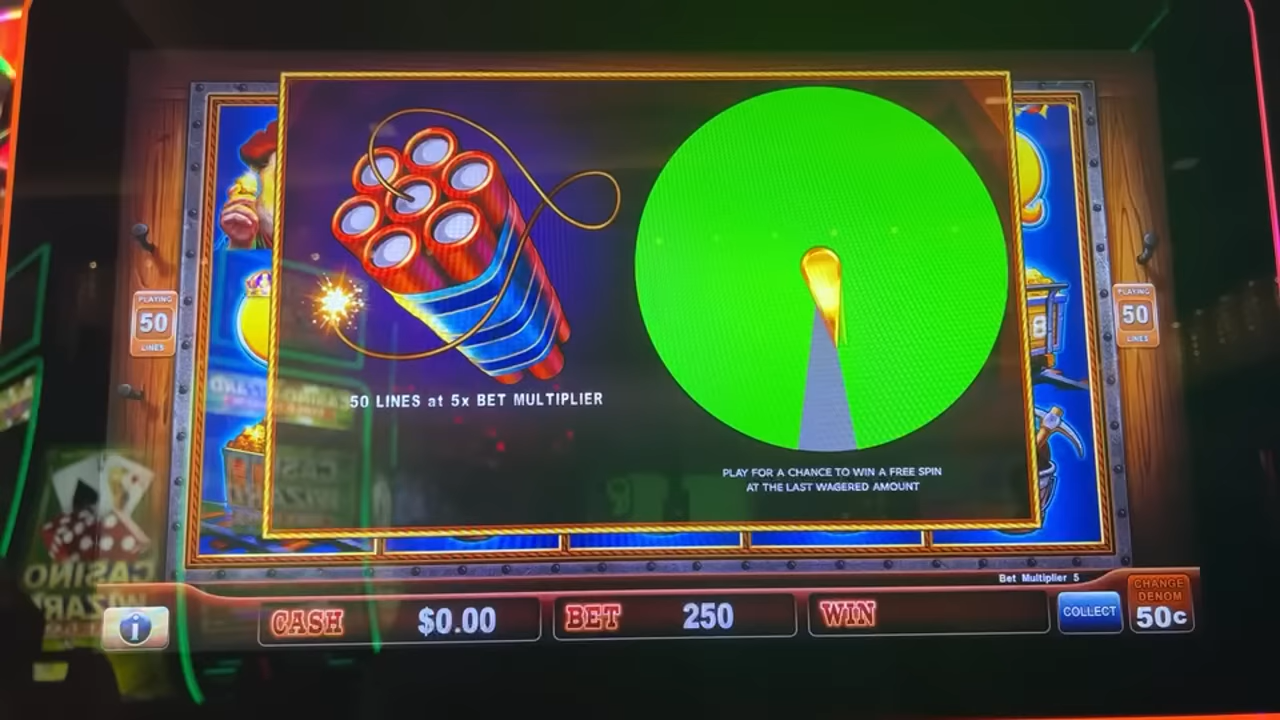 PLAYING
50
LINES
PLAYING
50
LINES
50 LINES at 5x BET MULTIPLIER
PLAY FOR A CHANCE TO WIN A FREE SPIN
AT THE LAST WAGERED AMOUNT
8
CASINO
WIZARD
Bet Multiplier 5
CASH $0.00 BET 250 WIN
COLLECT
CHANGE
DENOM
50c
i